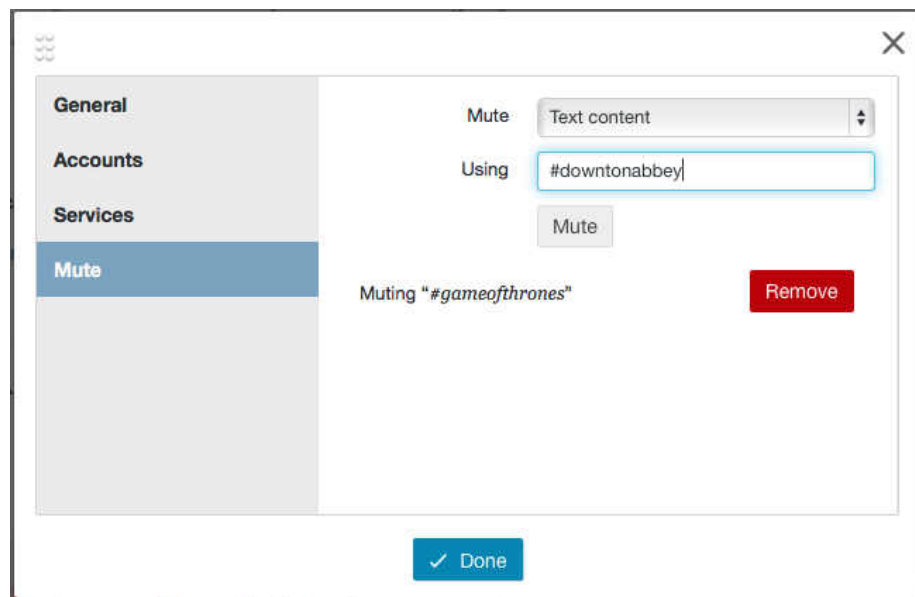 General
Accounts
Services
Mute
Mute Text content
Using #downtonabbey
Mute
Muting “#gameofthrones” Remove
Done